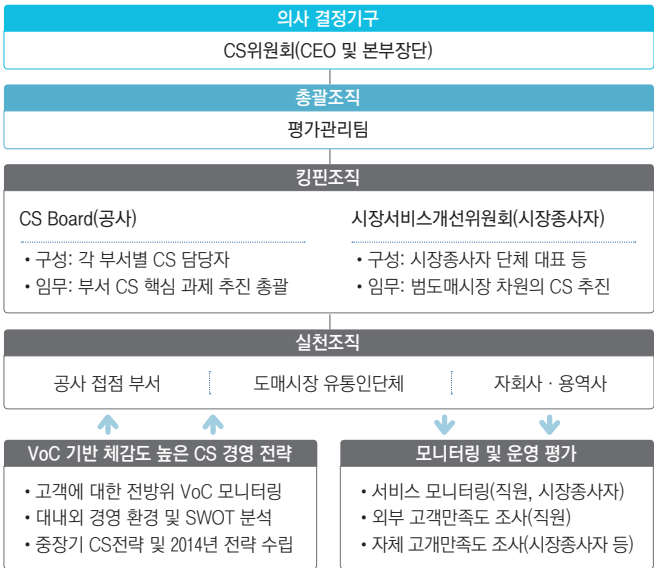 의사 결정기구
CS위원회(CEO 및 본부장단)
총괄조직
평가관리팀
킹핀조직
CS Board(공사)
• 구성: 각 부서별 CS 담당자
• 임무: 부서 CS 핵심 과제 추진 총괄
시장서비스개선위원회(시장종사자)
• 구성: 시장종사자 단체 대표 등
• 임무: 범도매시장 차원의 CS 추진
실천조직
공사 접점 부서
도매시장 유통인단체
자회사 · 용역사
VoC 기반 체감도 높은 CS 경영 전략
• 고객에 대한 전방위 VoC 모니터링
• 대내외 경영 환경 및 SWOT 분석
• 중장기 CS전략 및 2014년 전략 수립
모니터링 및 운영 평가
• 서비스 모니터링(직원, 시장종사자)
• 외부 고객만족도 조사(직원)
• 자체 고개만족도 조사(시장종사자 등)